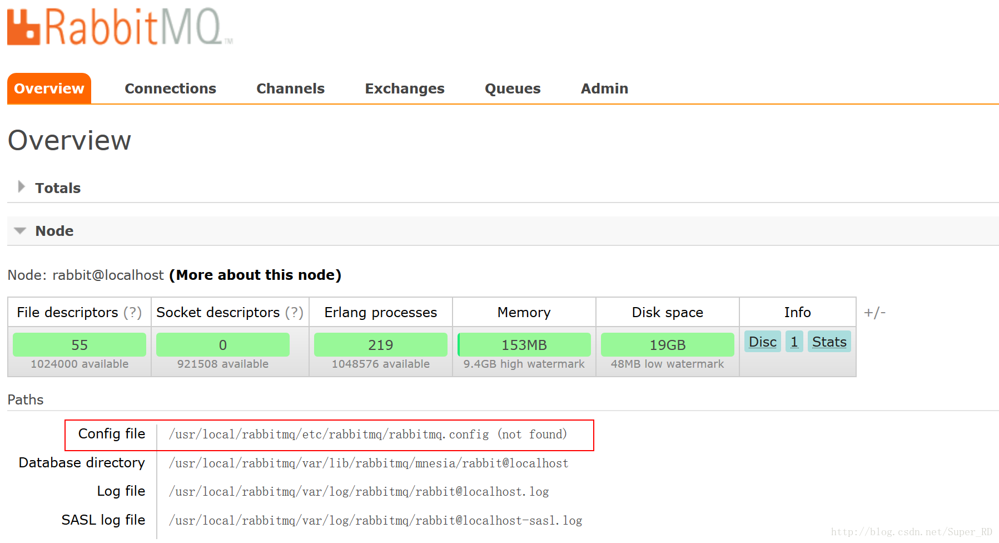 RabbitMQ™
Overview Connections Channels Exchanges Queues Admin
Overview
Totals
Node
Node: rabbit@localhost (More about this node)
File descriptors (?) Socket descriptors (?) Erlang processes Memory Disk space Info +/-
55 0 219 153MB 19GB Disc 1 Stats
1024000 available 921508 available 1048576 available 9.4GB high watermark 48MB low watermark
Paths
Config file /usr/local/rabbitmq/etc/rabbitmq/rabbitmq.config (not found)
Database directory /usr/local/rabbitmq/var/lib/rabbitmq/mnesia/rabbit@localhost
Log file /usr/local/rabbitmq/var/log/rabbitmq/rabbit@localhost.log
SASL log file /usr/local/rabbitmq/var/log/rabbitmq/rabbit@localhost-sasl.log
http://blog.csdn.net/Super_RD